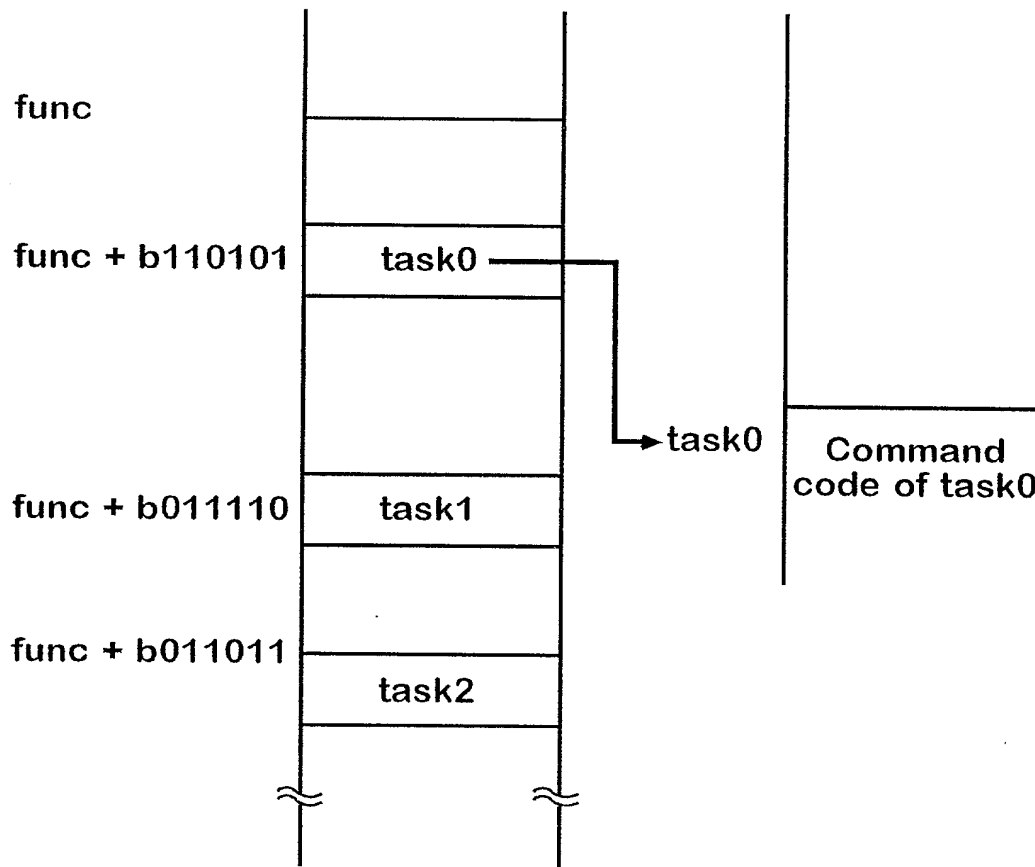 func
func + b110101
task0
task0
Command
code of task0
func + b011110
task1
func + b011011
task2